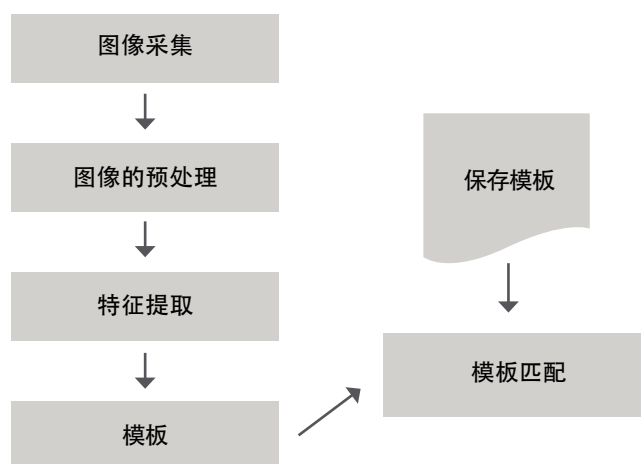 图像采集
图像的预处理
特征提取
模板
保存模板
模板匹配